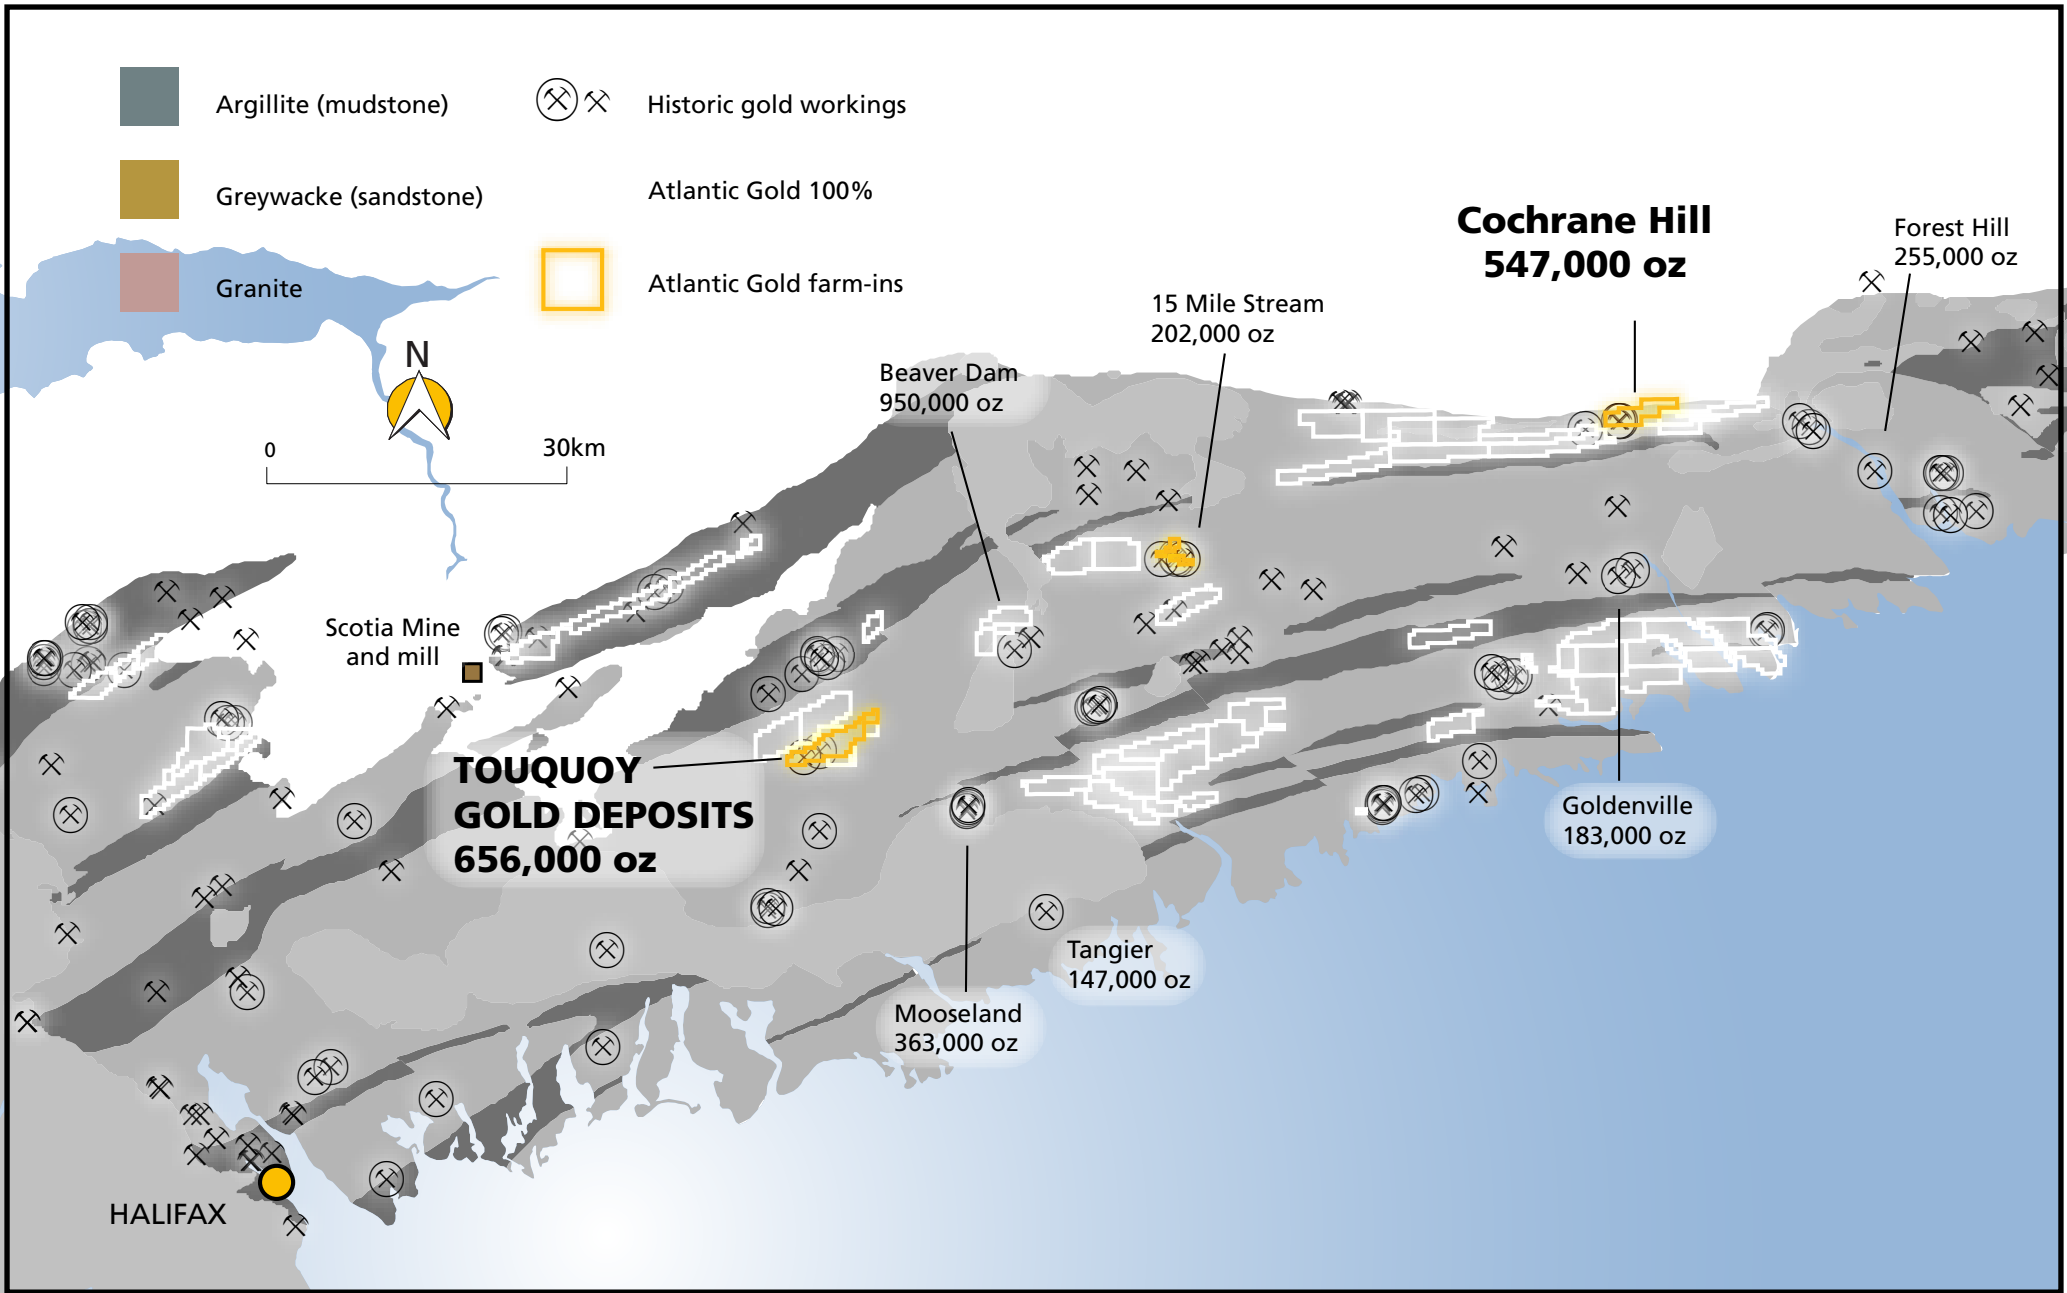 Argillite (mudstone)
Historic gold workings
Greywacke (sandstone)
Atlantic Gold 100%
Granite
Atlantic Gold farm-ins
N
0
30km
Cochrane Hill
547,000 oz
Forest Hill
255,000 oz
15 Mile Stream
202,000 oz
Beaver Dam
950,000 oz
Scotia Mine
and mill
TOUQUOY
GOLD DEPOSITS
656,000 oz
Goldenville
183,000 oz
Tangier
147,000 oz
Mooseland
363,000 oz
HALIFAX